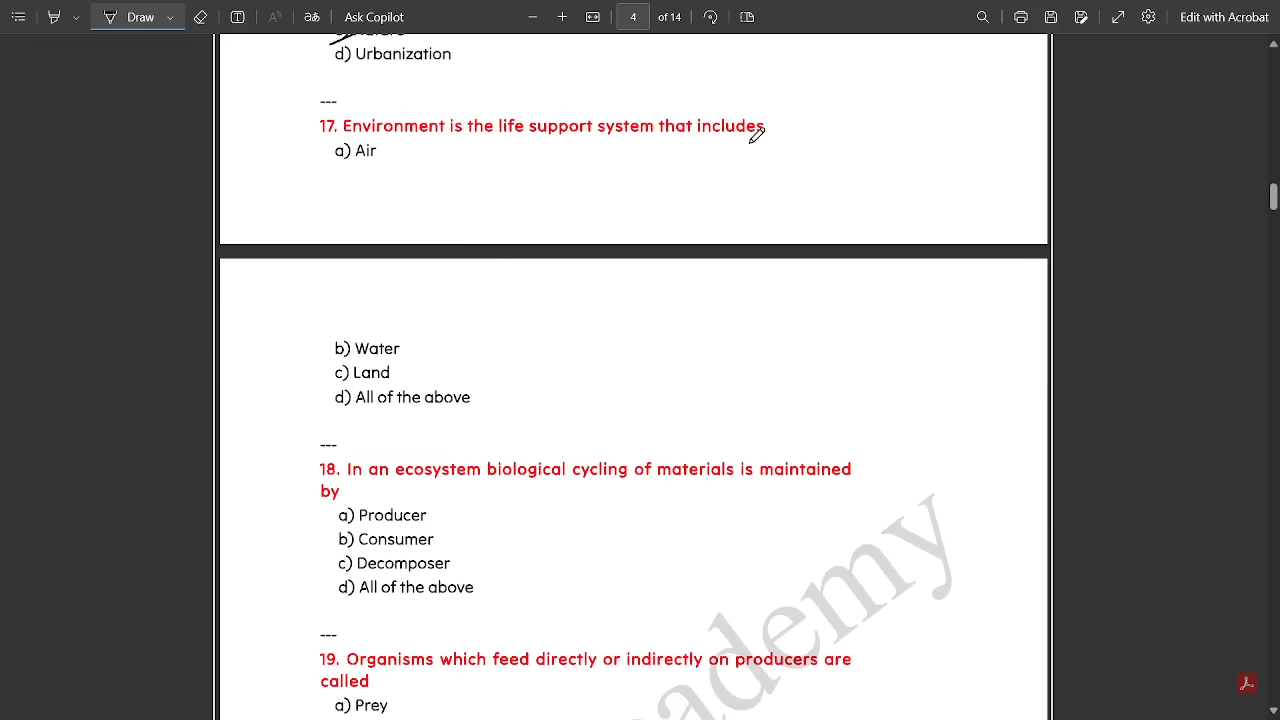 Draw
Ask Copilot
4 of 14
Edit with Acrobat
d) Urbanization
---
17. Environment is the life support system that includes
a) Air
b) Water
c) Land
d) All of the above
---
18. In an ecosystem biological cycling of materials is maintained
by
a) Producer
b) Consumer
c) Decomposer
d) All of the above
---
19. Organisms which feed directly or indirectly on producers are
called
a) Prey
ademy